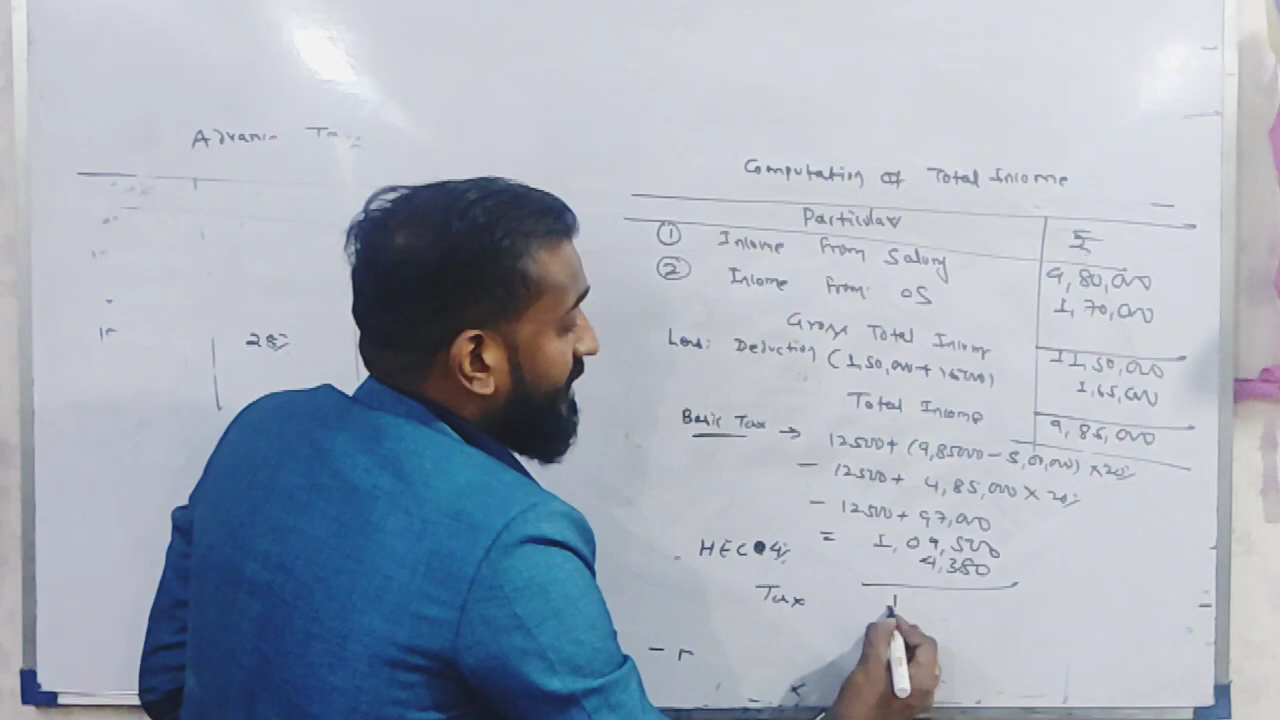 Advance Tax
28%
Computation of Total Income
Particular ₹
① Income From Salary 9,80,000
② Income From OS 1,70,000
Gross Total Income 11,50,000
Less: Deduction (1,50,000+15000) 1,65,000
Total Income 9,85,000
Basic Tax → 12500+(9,85000-5,00,000)×20%
- 12500+ 4,85,000×20%
- 12500+ 97,000
= 1,09,500
HEC @ 4% 4,380
Tax 1